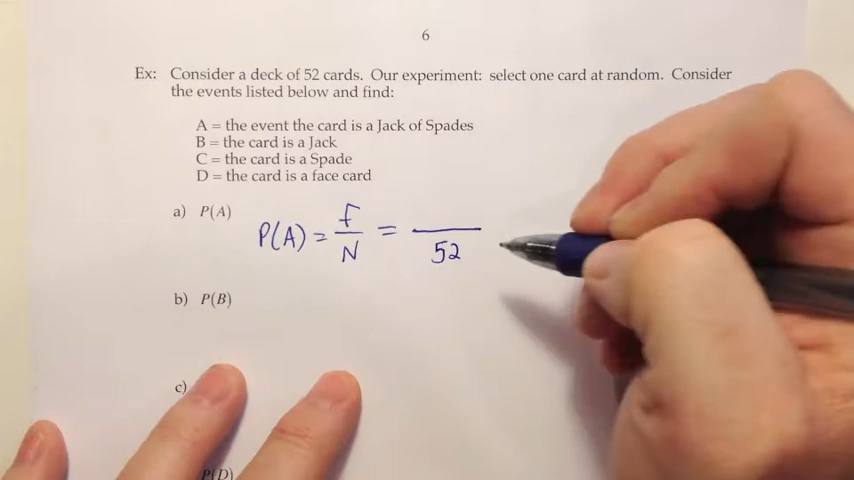 6
Ex: Consider a deck of 52 cards. Our experiment: select one card at random. Consider
the events listed below and find:
A = the event the card is a Jack of Spades
B = the card is a Jack
C = the card is a Spade
D = the card is a face card
a) P(A)
P(A) = f/N = /52
b) P(B)
c)
P(D)